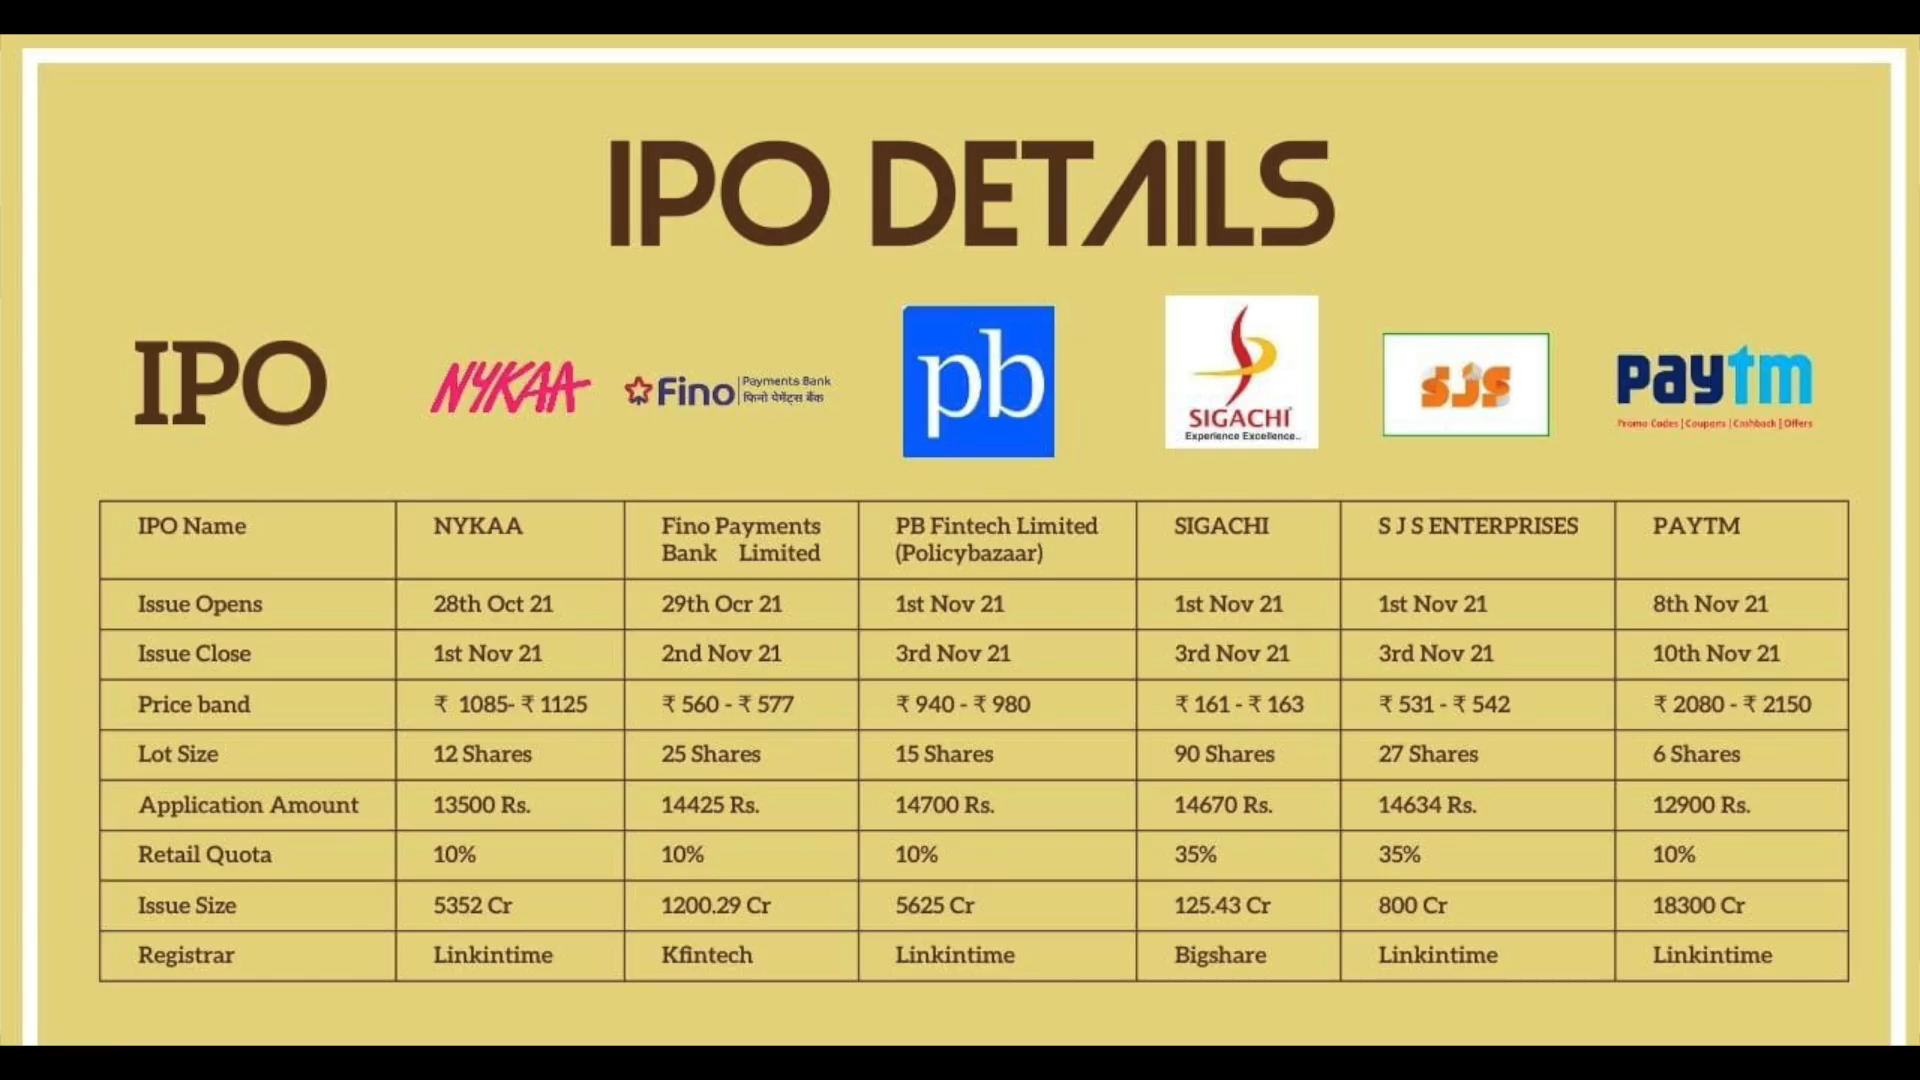 IPO DETAILS
IPO
NYKAA
Fino Payments Bank
फिनो पेमेंट्स बैंक
pb
SIGACHI
Experience Excellence..
SJS
paytm
Promo Codes | Coupons | Cashback | Offers
IPO Name NYKAA Fino Payments Bank Limited PB Fintech Limited (Policybazaar) SIGACHI S J S ENTERPRISES PAYTM
Issue Opens 28th Oct 21 29th Ocr 21 1st Nov 21 1st Nov 21 1st Nov 21 8th Nov 21
Issue Close 1st Nov 21 2nd Nov 21 3rd Nov 21 3rd Nov 21 3rd Nov 21 10th Nov 21
Price band ₹ 1085- ₹ 1125 ₹ 560 - ₹ 577 ₹ 940 - ₹ 980 ₹ 161 - ₹ 163 ₹ 531 - ₹ 542 ₹ 2080 - ₹ 2150
Lot Size 12 Shares 25 Shares 15 Shares 90 Shares 27 Shares 6 Shares
Application Amount 13500 Rs. 14425 Rs. 14700 Rs. 14670 Rs. 14634 Rs. 12900 Rs.
Retail Quota 10% 10% 10% 35% 35% 10%
Issue Size 5352 Cr 1200.29 Cr 5625 Cr 125.43 Cr 800 Cr 18300 Cr
Registrar Linkintime Kfintech Linkintime Bigshare Linkintime Linkintime